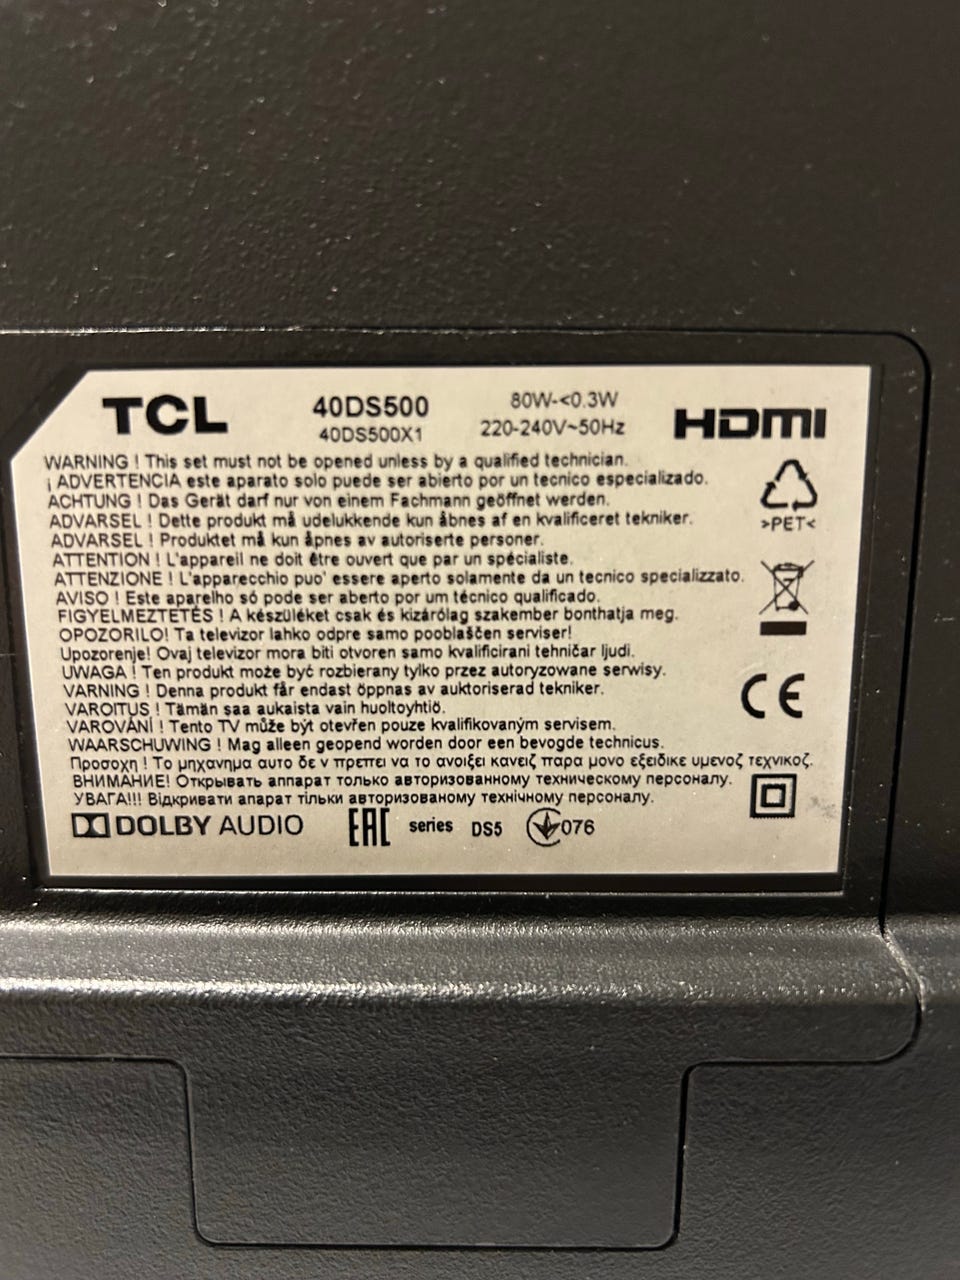 TCL 40DS500 80W-<0.3W HDMI
40DS500X1 220-240V~50Hz
WARNING ! This set must not be opened unless by a qualified technician.
¡ ADVERTENCIA este aparato solo puede ser abierto por un tecnico especializado.
ACHTUNG ! Das Gerät darf nur von einem Fachmann geöffnet werden.
ADVARSEL ! Dette produkt må udelukkende kun åbnes af en kvalificeret tekniker.
ADVARSEL ! Produktet må kun åpnes av autoriserte personer.
ATTENTION ! L'appareil ne doit être ouvert que par un spécialiste.
ATTENZIONE ! L'apparecchio puo' essere aperto solamente da un tecnico specializzato.
AVISO ! Este aparelho só pode ser aberto por um técnico qualificado.
FIGYELMEZTETÉS ! A készüléket csak és kizárólag szakember bonthatja meg.
OPOZORILO! Ta televizor lahko odpre samo pooblaščen serviser!
Upozorenje! Ovaj televizor mora biti otvoren samo kvalificirani tehničar ljudi.
UWAGA ! Ten produkt może być rozbierany tylko przez autoryzowane serwisy.
VARNING ! Denna produkt får endast öppnas av auktoriserad tekniker.
VAROITUS ! Tämän saa aukaista vain huoltoyhtiö.
VAROVÁNÍ ! Tento TV může být otevřen pouze kvalifikovaným servisem.
WAARSCHUWING ! Mag alleen geopend worden door een bevogde technicus.
Προσοχη ! Το μηχανημα αυτο δε ν πρεπει να το ανοιξει κανεις παρα μονο εξειδικε υμενος τεχνικος.
ВНИМАНИЕ! Открывать аппарат только авторизованному техническому персоналу.
УВАГА!!! Відкривати апарат тільки авторизованому технічному персоналу.
>PET<
CE
DOLBY AUDIO EAC series DS5 076